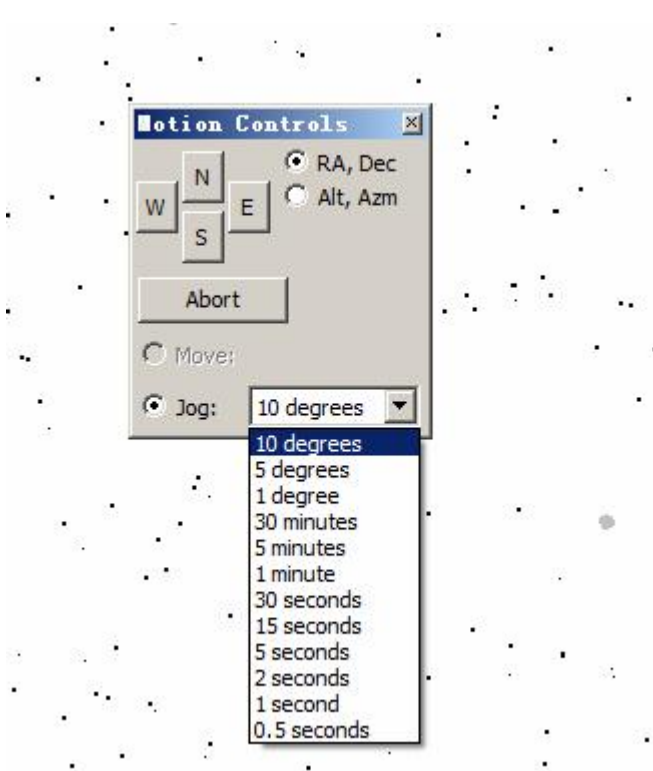 Motion Controls
N
W
E
S
RA, Dec
Alt, Azm
Abort
Move:
Jog:
10 degrees
10 degrees
5 degrees
1 degree
30 minutes
5 minutes
1 minute
30 seconds
15 seconds
5 seconds
2 seconds
1 second
0.5 seconds